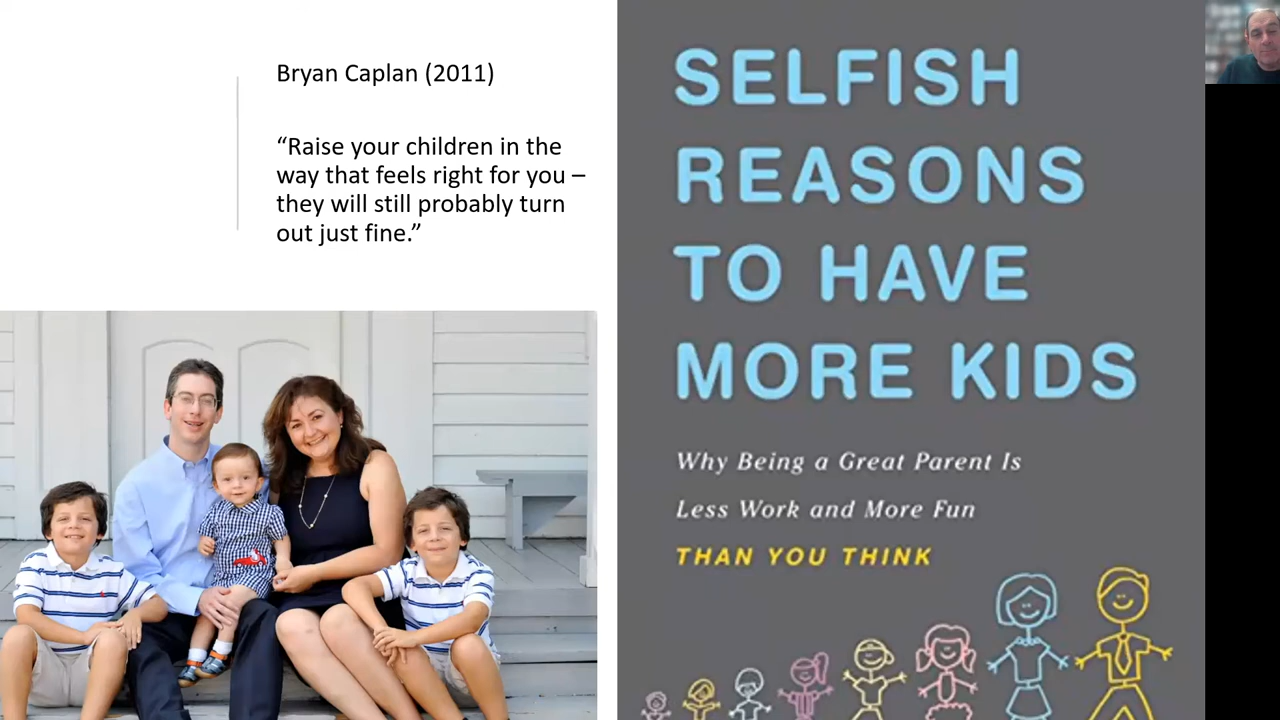 Bryan Caplan (2011)
“Raise your children in the
way that feels right for you –
they will still probably turn
out just fine.”
SELFISH
REASONS
TO HAVE
MORE KIDS
Why Being a Great Parent Is
Less Work and More Fun
THAN YOU THINK